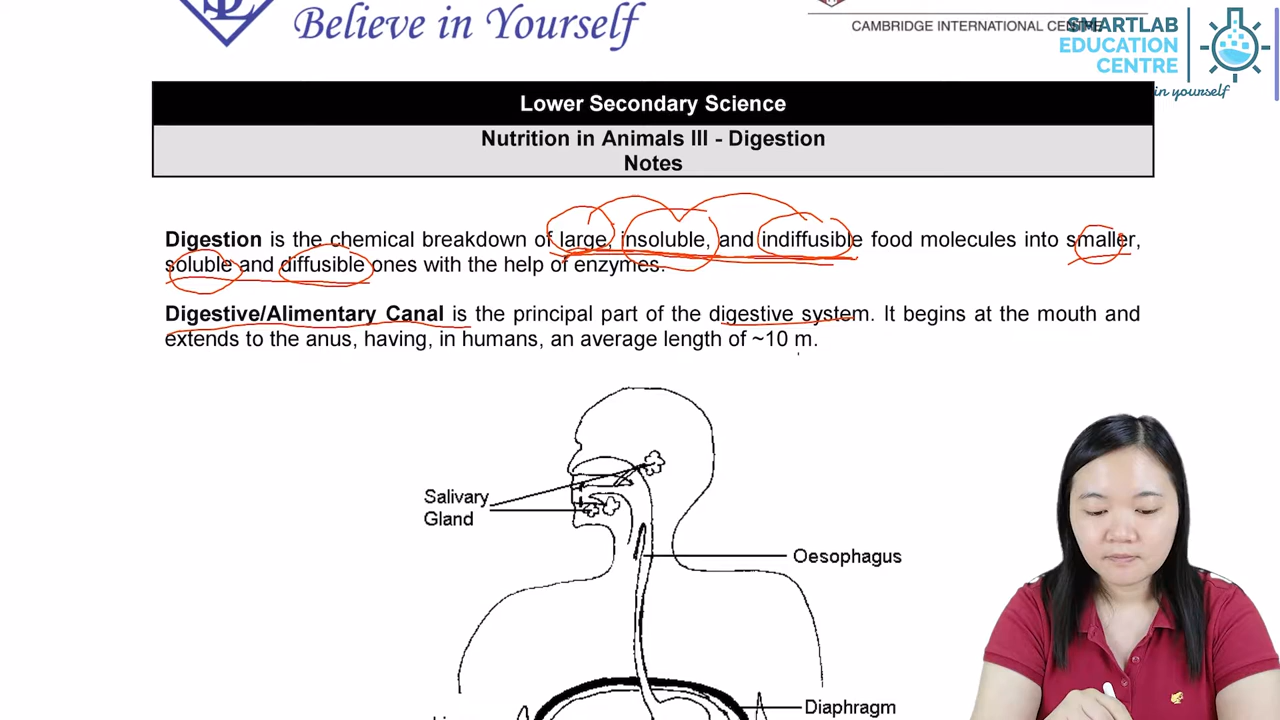 Believe in Yourself
CAMBRIDGE INTERNATIONAL CENTRE
SMARTLAB
EDUCATION
CENTRE
in yourself
Lower Secondary Science
Nutrition in Animals III - Digestion
Notes
Digestion is the chemical breakdown of large, insoluble, and indiffusible food molecules into smaller,
soluble and diffusible ones with the help of enzymes.
Digestive/Alimentary Canal is the principal part of the digestive system. It begins at the mouth and
extends to the anus, having, in humans, an average length of ~10 m.
Salivary
Gland
Oesophagus
Diaphragm